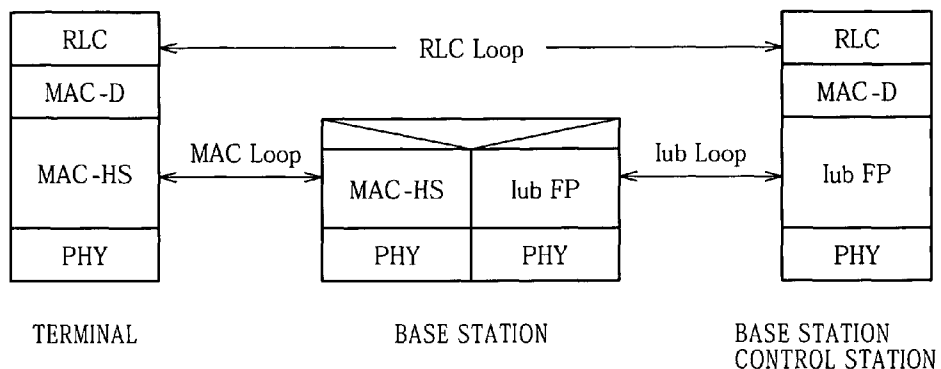 RLC
RLC Loop
RLC
MAC-D
MAC-D
MAC-HS
MAC Loop
MAC-HS
Iub FP
Iub Loop
Iub FP
PHY
PHY
PHY
PHY
TERMINAL
BASE STATION
BASE STATION
CONTROL STATION